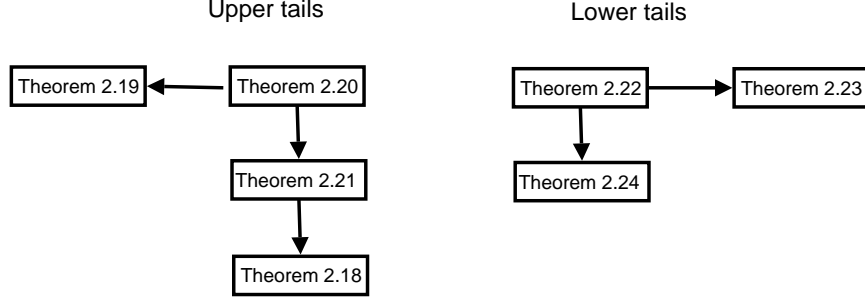 Upper tails
Lower tails
Theorem 2.19
Theorem 2.20
Theorem 2.22
Theorem 2.23
Theorem 2.21
Theorem 2.24
Theorem 2.18